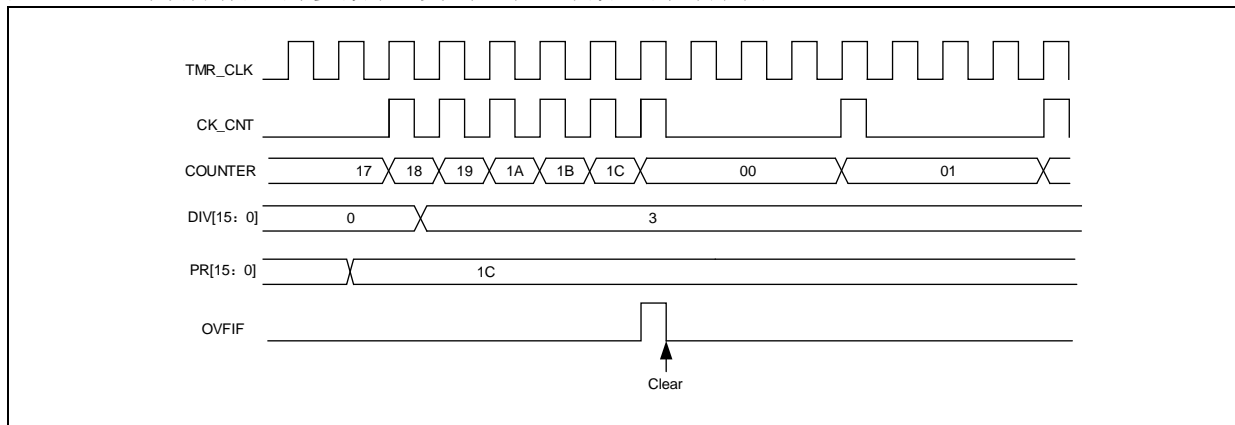 TMR_CLK
CK_CNT
COUNTER 17 18 19 1A 1B 1C 00 01
DIV[15：0] 0 3
PR[15：0] 1C
OVFIF
Clear